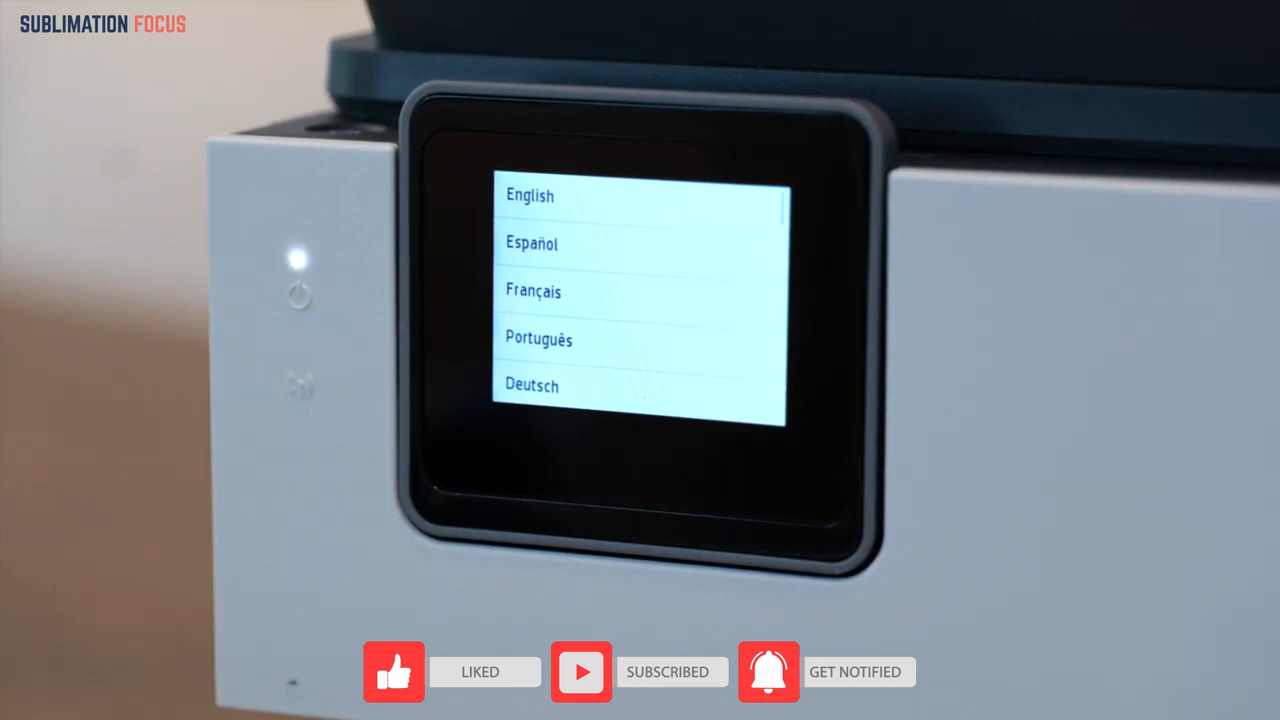 SUBLIMATION FOCUS
English
Español
Français
Português
Deutsch
LIKED
SUBSCRIBED
GET NOTIFIED